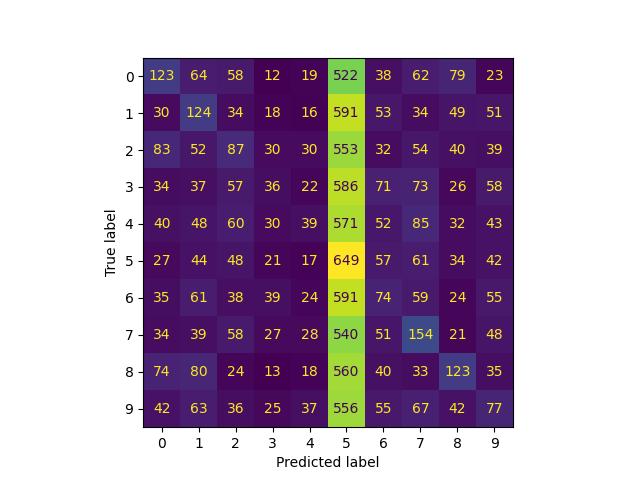 0 123 64 58 12 19 522 38 62 79 23
1 30 124 34 18 16 591 53 34 49 51
2 83 52 87 30 30 553 32 54 40 39
3 34 37 57 36 22 586 71 73 26 58
4 40 48 60 30 39 571 52 85 32 43
5 27 44 48 21 17 649 57 61 34 42
6 35 61 38 39 24 591 74 59 24 55
7 34 39 58 27 28 540 51 154 21 48
8 74 80 24 13 18 560 40 33 123 35
9 42 63 36 25 37 556 55 67 42 77
0 1 2 3 4 5 6 7 8 9
Predicted label
True label